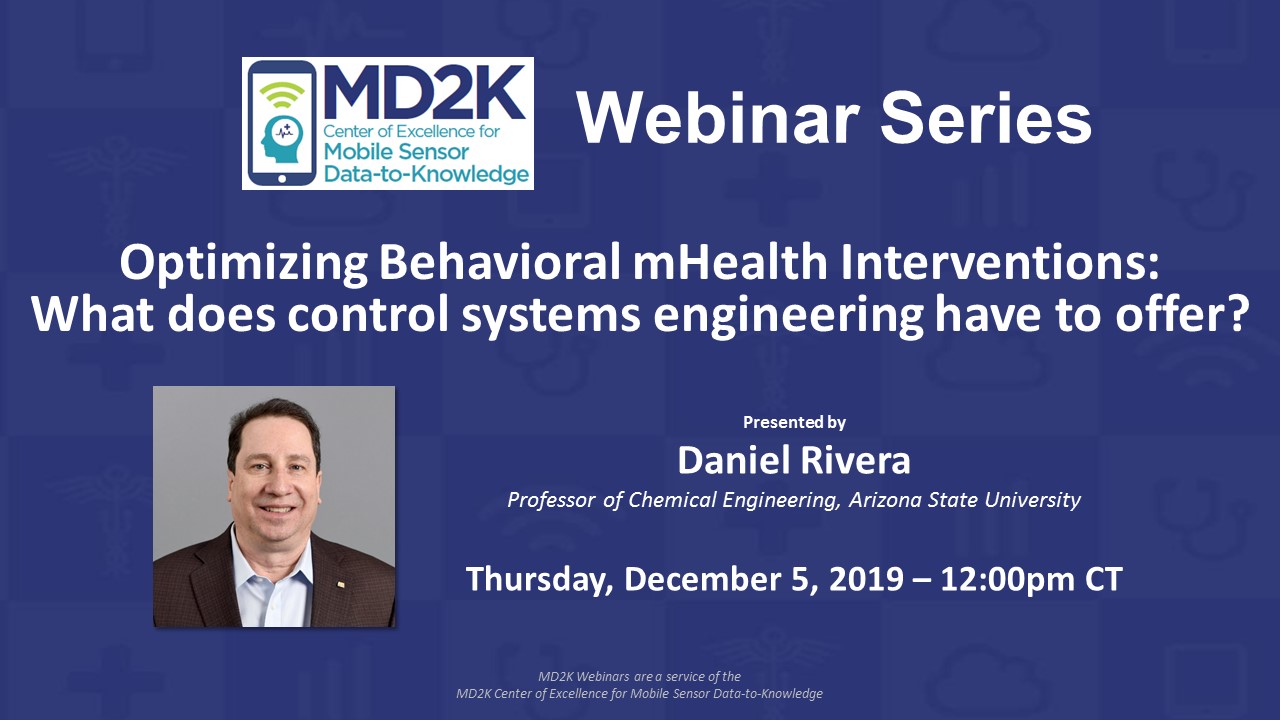 MD2K
Center of Excellence for
Mobile Sensor
Data-to-Knowledge
Webinar Series
Optimizing Behavioral mHealth Interventions:
What does control systems engineering have to offer?
Presented by
Daniel Rivera
Professor of Chemical Engineering, Arizona State University
Thursday, December 5, 2019 – 12:00pm CT
MD2K Webinars are a service of the
MD2K Center of Excellence for Mobile Sensor Data-to-Knowledge